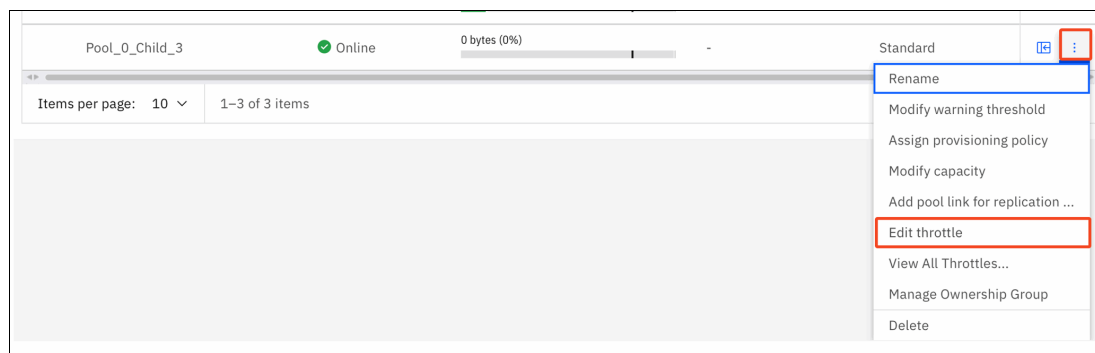 Pool_0_Child_3 Online 0 bytes (0%) - Standard
Rename
Items per page: 10 1–3 of 3 items
Modify warning threshold
Assign provisioning policy
Modify capacity
Add pool link for replication ...
Edit throttle
View All Throttles...
Manage Ownership Group
Delete